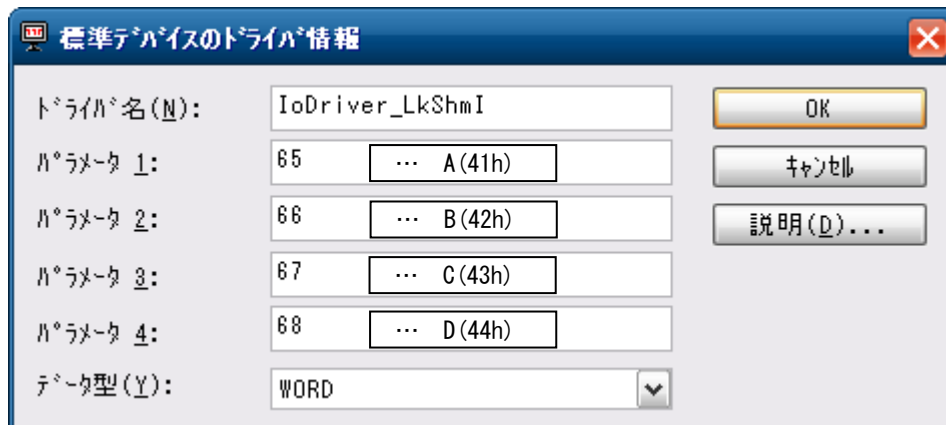 標準ﾃﾞﾊﾞｲｽのﾄﾞﾗｲﾊﾞ情報
ﾄﾞﾗｲﾊﾞ名(N): IoDriver_LkShmI OK
ﾊﾟﾗﾒｰﾀ 1: 65 … A(41h) ｷｬﾝｾﾙ
ﾊﾟﾗﾒｰﾀ 2: 66 … B(42h) 説明(D)...
ﾊﾟﾗﾒｰﾀ 3: 67 … C(43h)
ﾊﾟﾗﾒｰﾀ 4: 68 … D(44h)
ﾃﾞｰﾀ型(Y): WORD